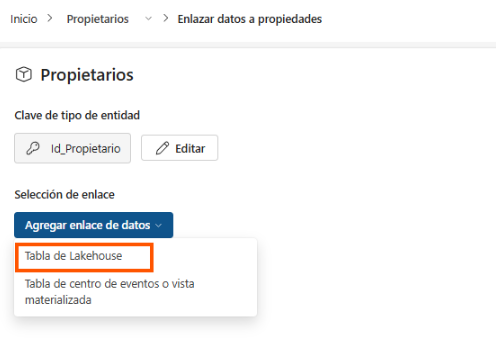 Inicio > Propietarios > Enlazar datos a propiedades
Propietarios
Clave de tipo de entidad
Id_Propietario Editar
Selección de enlace
Agregar enlace de datos
Tabla de Lakehouse
Tabla de centro de eventos o vista
materializada